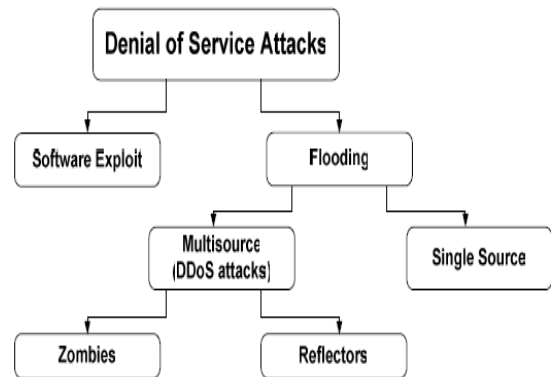 Denial of Service Attacks
Software Exploit
Flooding
Multisource
(DDoS attacks)
Single Source
Zombies
Reflectors